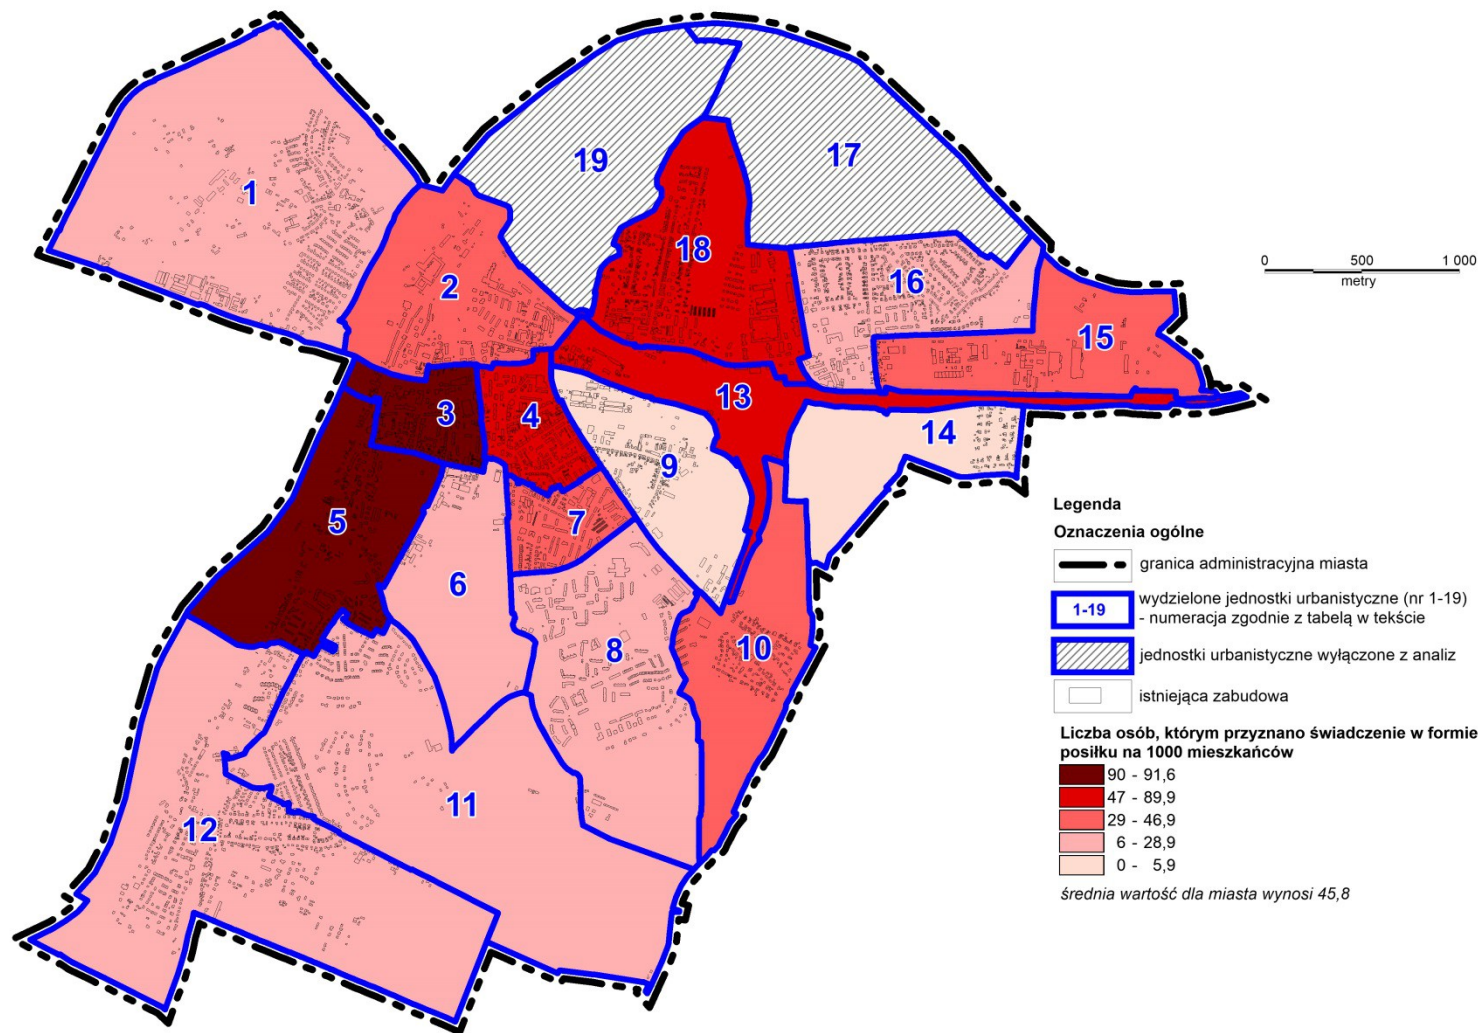 19
17
1
18
2
16
0 500 1 000
metry
15
3
4
13
14
9
5
7
6
8
10
11
12
Legenda
Oznaczenia ogólne
granica administracyjna miasta
1-19
wydzielone jednostki urbanistyczne (nr 1-19)
- numeracja zgodnie z tabelą w tekście
jednostki urbanistyczne wyłączone z analiz
istniejąca zabudowa
Liczba osób, którym przyznano świadczenie w formie
posiłku na 1000 mieszkańców
90 - 91,6
47 - 89,9
29 - 46,9
6 - 28,9
0 - 5,9
średnia wartość dla miasta wynosi 45,8